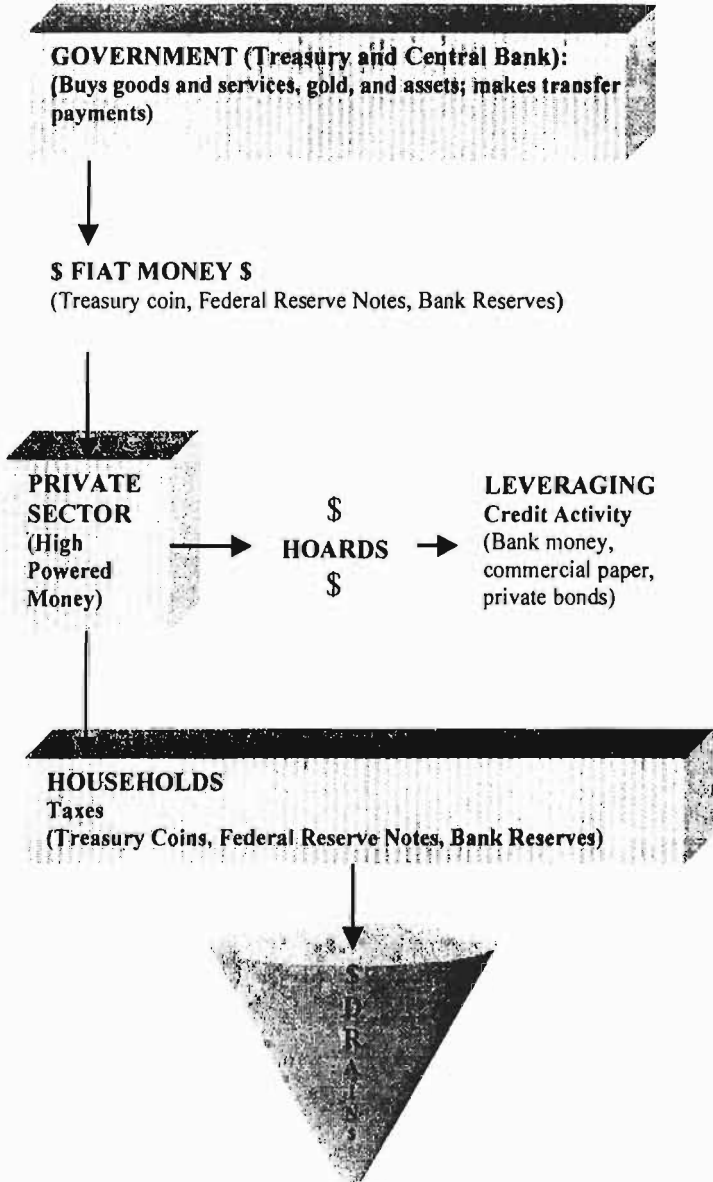 GOVERNMENT (Treasury and Central Bank):
(Buys goods and services, gold, and assets; makes transfer
payments)
$ FIAT MONEY $
(Treasury coin, Federal Reserve Notes, Bank Reserves)
PRIVATE
SECTOR
(High
Powered
Money)
$
HOARDS
$
LEVERAGING
Credit Activity
(Bank money,
commercial paper,
private bonds)
HOUSEHOLDS
Taxes
(Treasury Coins, Federal Reserve Notes, Bank Reserves)
$
D
R
A
I
N
$